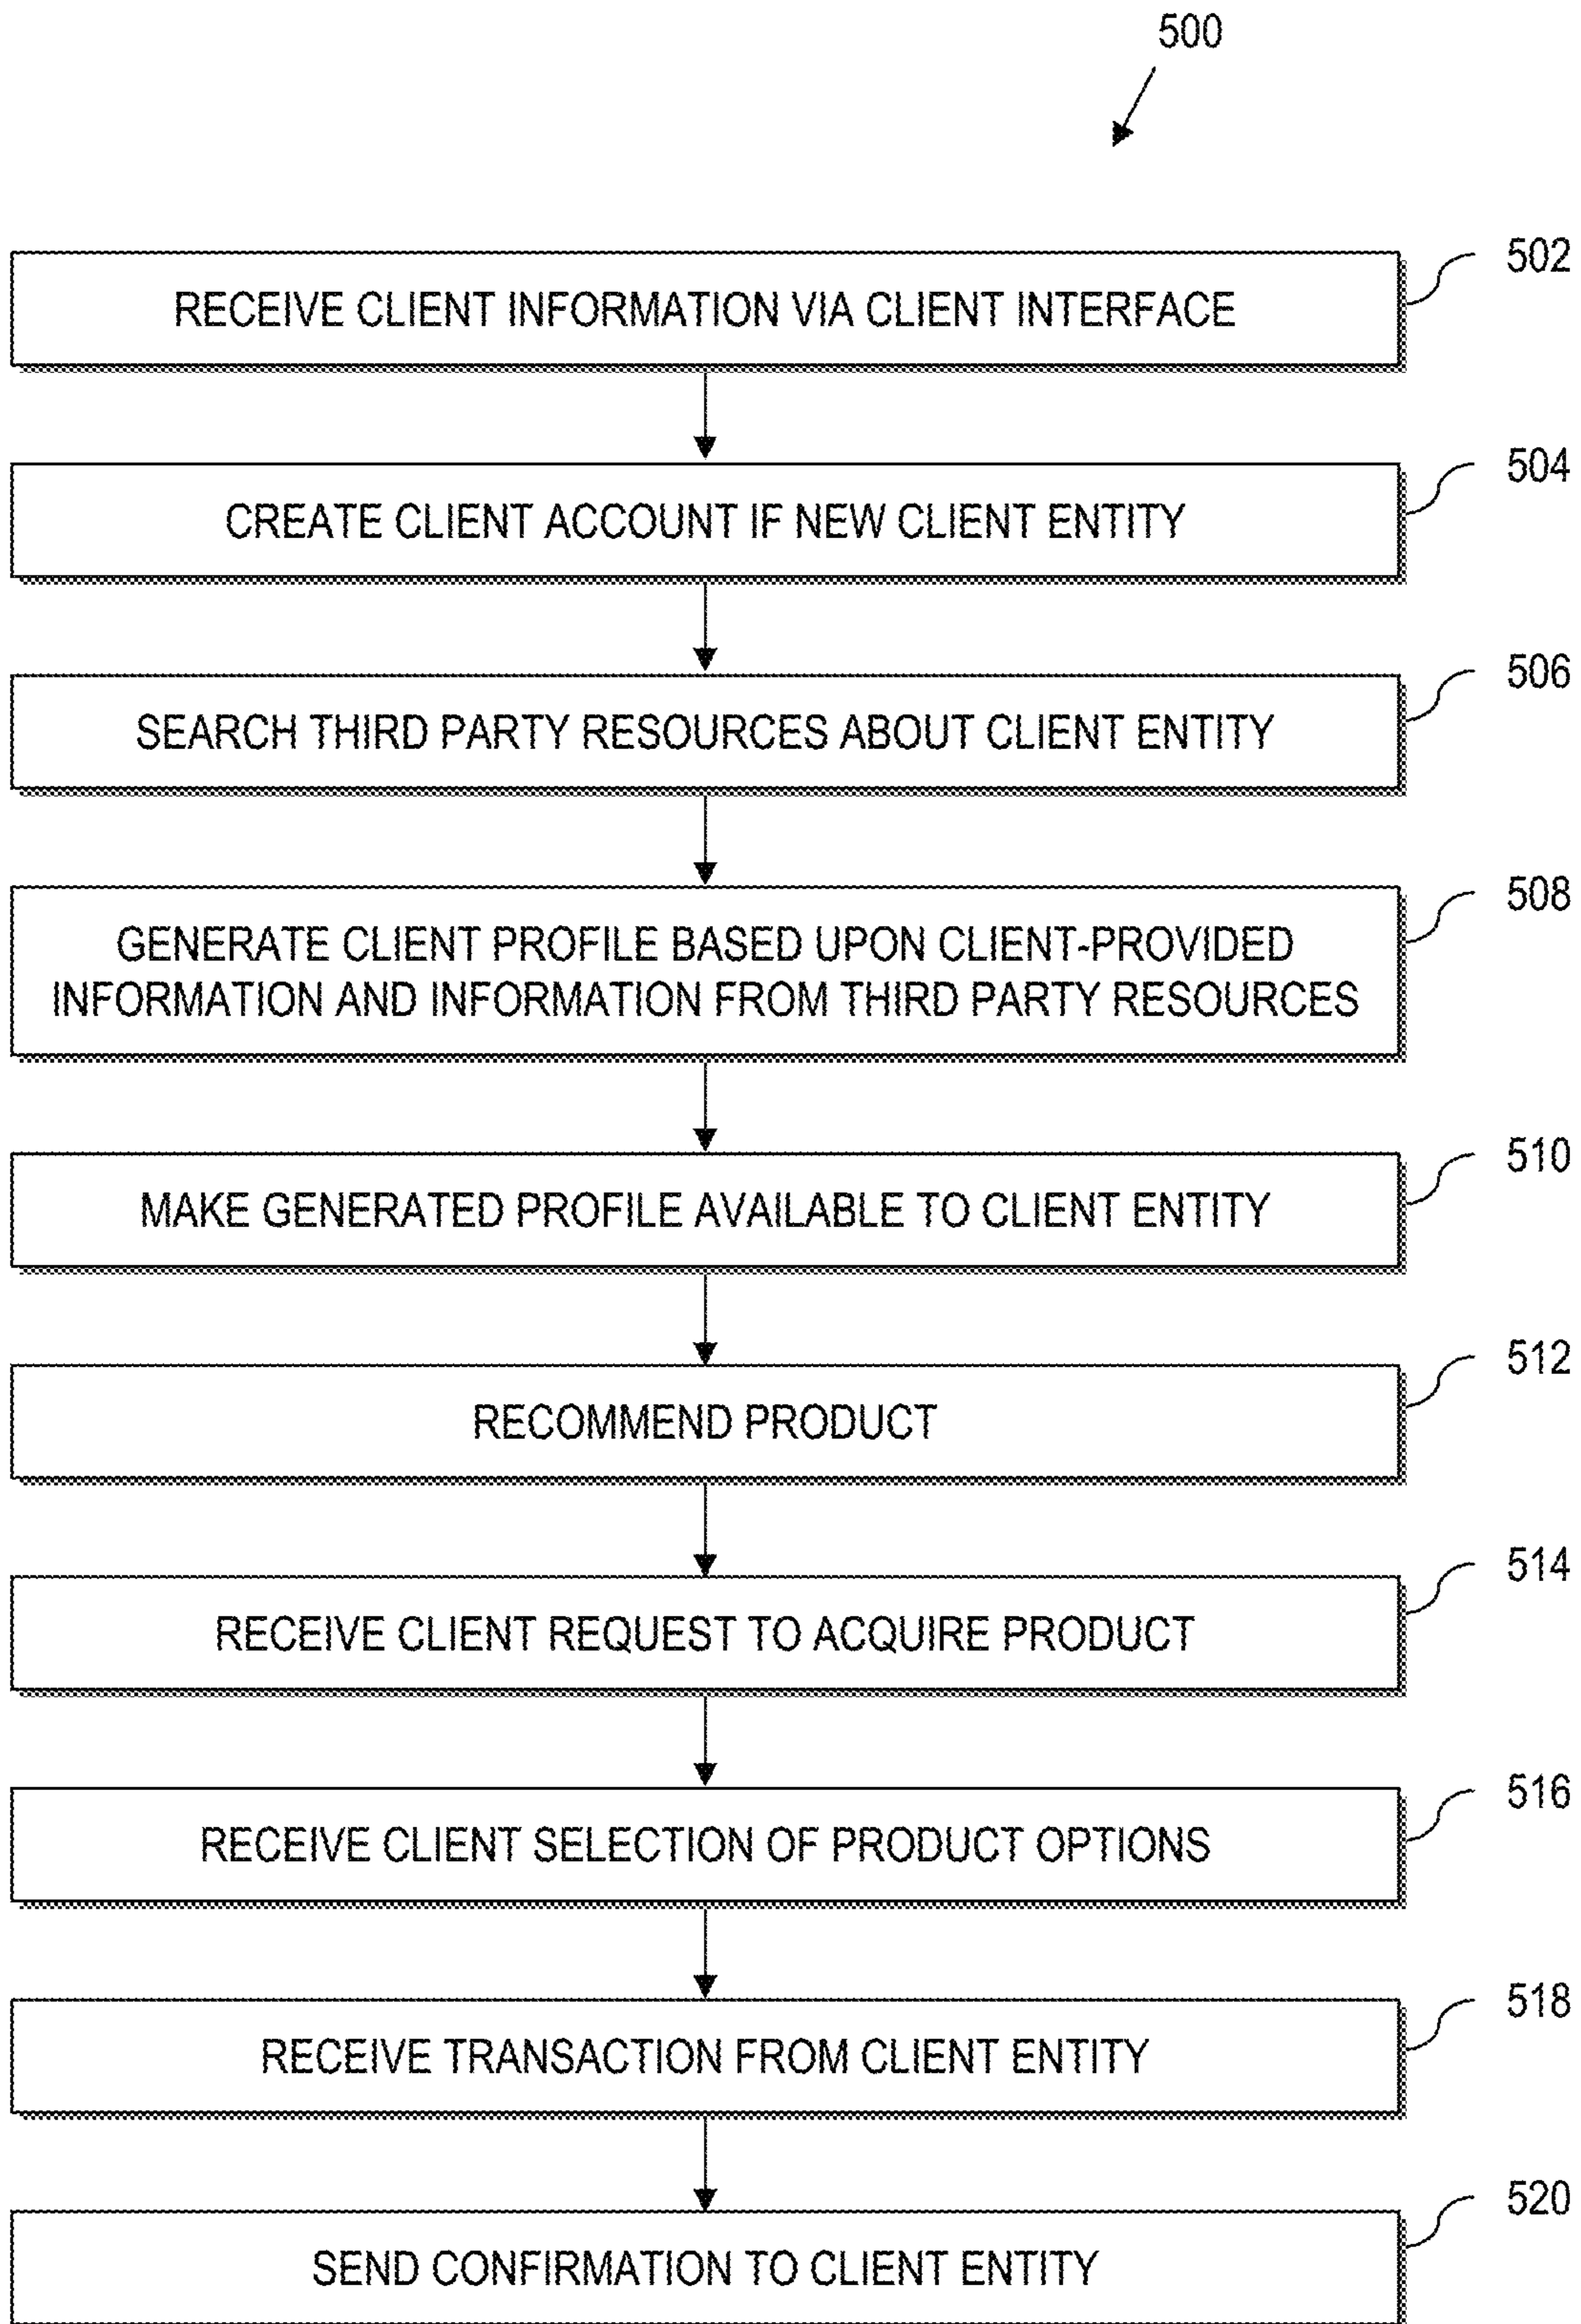 500
RECEIVE CLIENT INFORMATION VIA CLIENT INTERFACE
502
CREATE CLIENT ACCOUNT IF NEW CLIENT ENTITY
504
SEARCH THIRD PARTY RESOURCES ABOUT CLIENT ENTITY
506
GENERATE CLIENT PROFILE BASED UPON CLIENT-PROVIDED
INFORMATION AND INFORMATION FROM THIRD PARTY RESOURCES
508
MAKE GENERATED PROFILE AVAILABLE TO CLIENT ENTITY
510
RECOMMEND PRODUCT
512
RECEIVE CLIENT REQUEST TO ACQUIRE PRODUCT
514
RECEIVE CLIENT SELECTION OF PRODUCT OPTIONS
516
RECEIVE TRANSACTION FROM CLIENT ENTITY
518
SEND CONFIRMATION TO CLIENT ENTITY
520